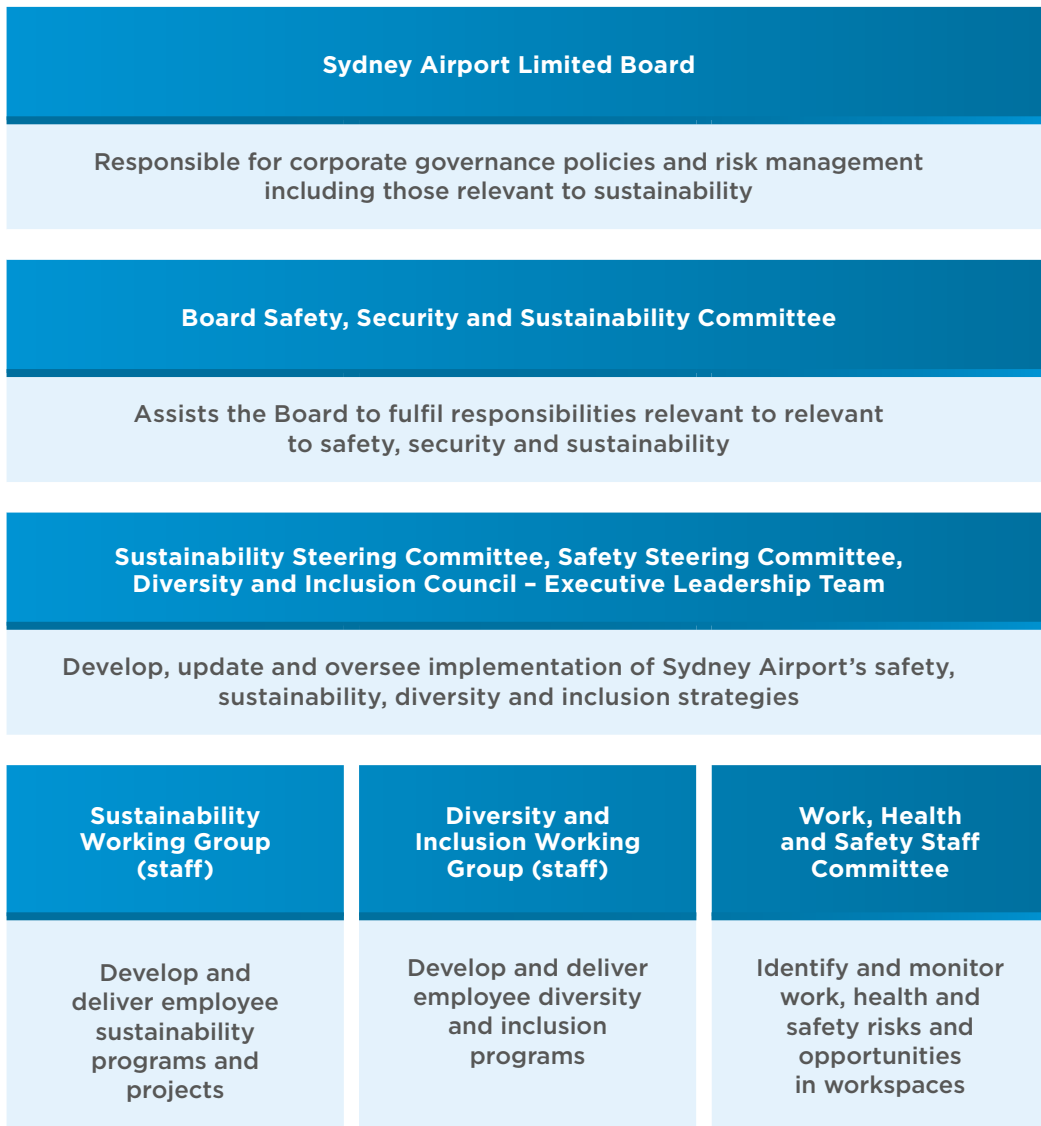 Sydney Airport Limited Board
Responsible for corporate governance policies and risk management
including those relevant to sustainability
Board Safety, Security and Sustainability Committee
Assists the Board to fulfil responsibilities relevant to relevant
to safety, security and sustainability
Sustainability Steering Committee, Safety Steering Committee,
Diversity and Inclusion Council – Executive Leadership Team
Develop, update and oversee implementation of Sydney Airport’s safety,
sustainability, diversity and inclusion strategies
Sustainability
Working Group
(staff)
Develop and
deliver employee
sustainability
programs and
projects
Diversity and
Inclusion Working
Group (staff)
Develop and deliver
employee diversity
and inclusion
programs
Work, Health
and Safety Staff
Committee
Identify and monitor
work, health and
safety risks and
opportunities
in workspaces